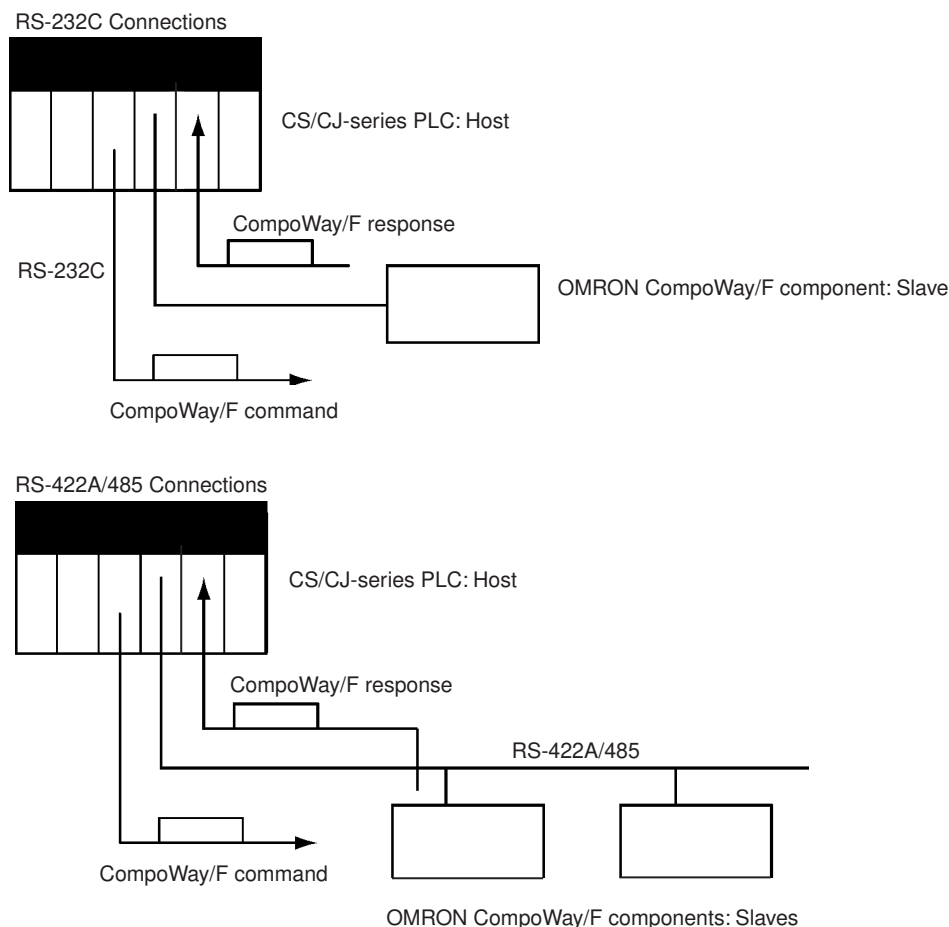 RS-232C Connections
CS/CJ-series PLC: Host
CompoWay/F response
RS-232C
OMRON CompoWay/F component: Slave
CompoWay/F command
RS-422A/485 Connections
CS/CJ-series PLC: Host
CompoWay/F response
RS-422A/485
CompoWay/F command
OMRON CompoWay/F components: Slaves